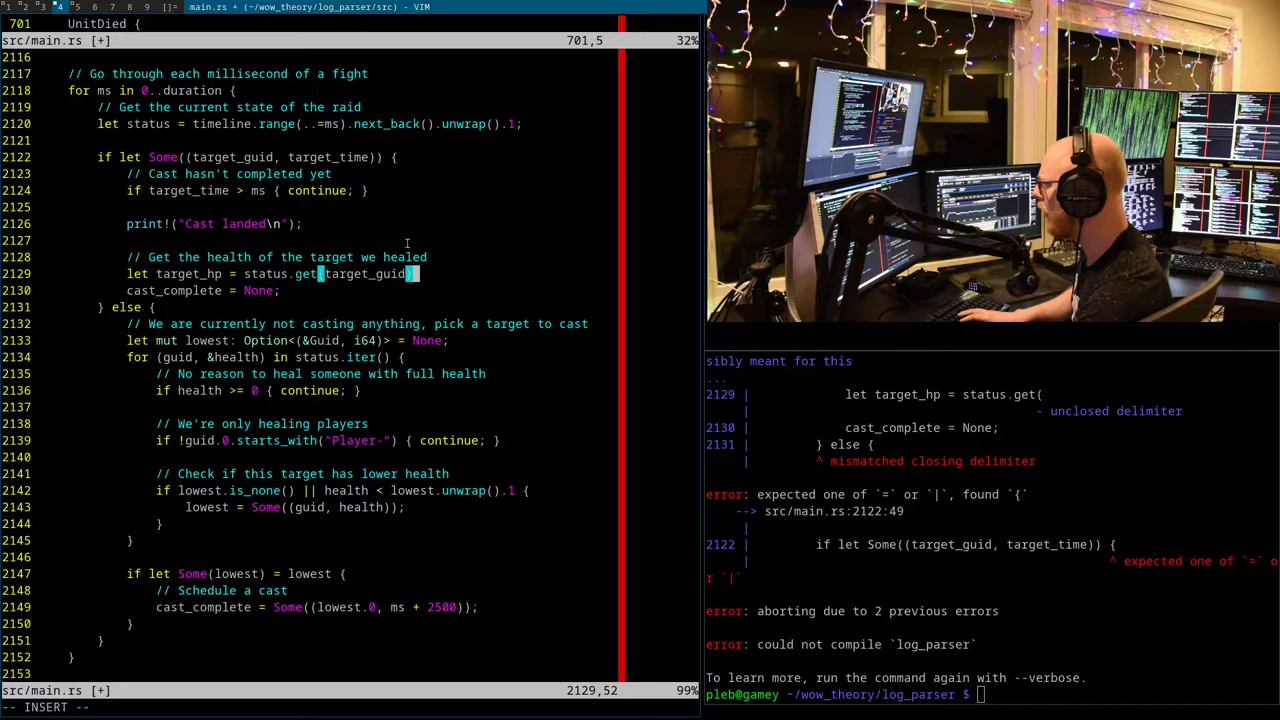 1 2 3 4 5 6 7 8 9 []= main.rs + (~/wow_theory/log_parser/src) - VIM
701     UnitDied {
src/main.rs [+] 701,5 32%
2116
2117     // Go through each millisecond of a fight
2118     for ms in 0..duration {
2119         // Get the current state of the raid
2120         let status = timeline.range(..=ms).next_back().unwrap().1;
2121
2122         if let Some((target_guid, target_time)) {
2123             // Cast hasn't completed yet
2124             if target_time > ms { continue; }
2125
2126             print!("Cast landed\n");
2127
2128             // Get the health of the target we healed
2129             let target_hp = status.get(target_guid)
2130             cast_complete = None;
2131         } else {
2132             // We are currently not casting anything, pick a target to cast
2133             let mut lowest: Option<(&Guid, i64)> = None;
2134             for (guid, &health) in status.iter() {
2135                 // No reason to heal someone with full health
2136                 if health >= 0 { continue; }
2137
2138                 // We're only healing players
2139                 if !guid.0.starts_with("Player-") { continue; }
2140
2141                 // Check if this target has lower health
2142                 if lowest.is_none() || health < lowest.unwrap().1 {
2143                     lowest = Some((guid, health));
2144                 }
2145             }
2146
2147             if let Some(lowest) = lowest {
2148                 // Schedule a cast
2149                 cast_complete = Some((lowest.0, ms + 2500));
2150             }
2151         }
2152     }
2153
src/main.rs [+] 2129,52 99%
-- INSERT --
sibly meant for this
...
2129 |             let target_hp = status.get(
     |                                       - unclosed delimiter
2130 |             cast_complete = None;
2131 |         } else {
     |         ^ mismatched closing delimiter
error: expected one of `=` or `|`, found `{`
--> src/main.rs:2122:49
|
2122 |         if let Some((target_guid, target_time)) {
     |                                                 ^ expected one of `=` o
r `|`
error: aborting due to 2 previous errors
error: could not compile `log_parser`
To learn more, run the command again with --verbose.
pleb@gamey ~/wow_theory/log_parser $